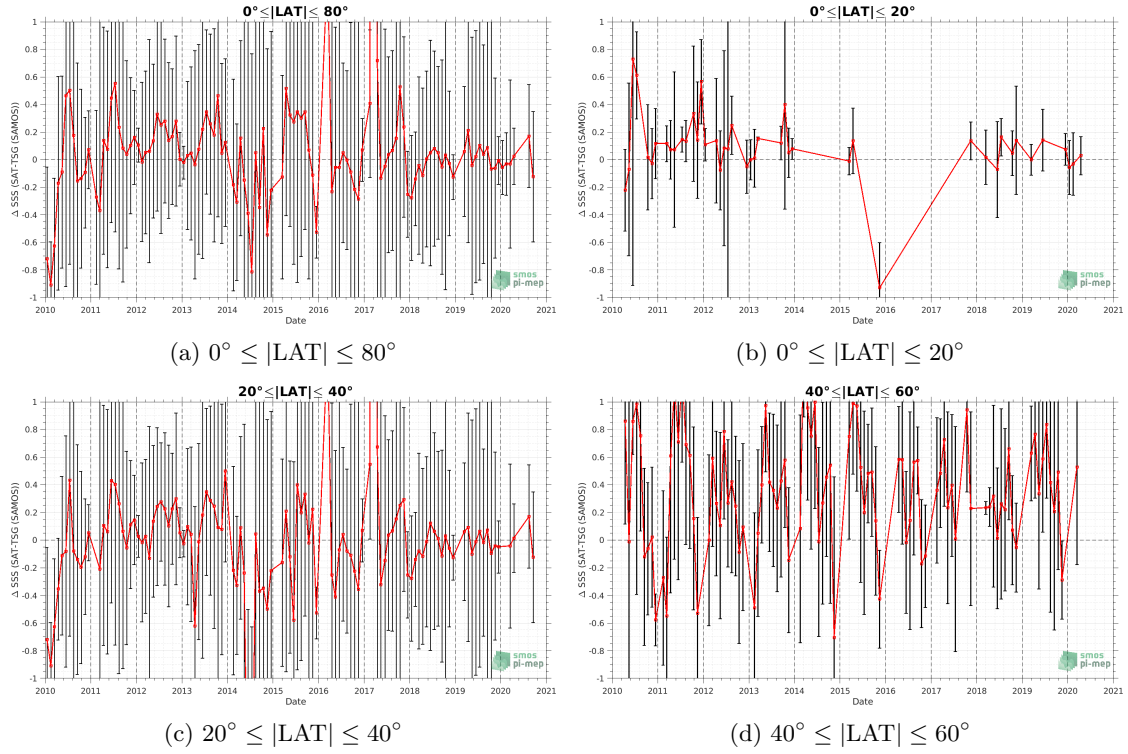 0°≤|LAT|≤ 80°
Δ SSS (SAT-TSG (SAMOS))
1
0.8
0.6
0.4
0.2
0
-0.2
-0.4
-0.6
-0.8
-1
2010 2011 2012 2013 2014 2015 2016 2017 2018 2019 2020 2021
Date
smos
pi-mep
(a) 0° ≤ |LAT| ≤ 80°
0°≤|LAT|≤ 20°
Δ SSS (SAT-TSG (SAMOS))
1
0.8
0.6
0.4
0.2
0
-0.2
-0.4
-0.6
-0.8
-1
2010 2011 2012 2013 2014 2015 2016 2017 2018 2019 2020 2021
Date
smos
pi-mep
(b) 0° ≤ |LAT| ≤ 20°
20°≤|LAT|≤ 40°
Δ SSS (SAT-TSG (SAMOS))
1
0.8
0.6
0.4
0.2
0
-0.2
-0.4
-0.6
-0.8
-1
2010 2011 2012 2013 2014 2015 2016 2017 2018 2019 2020 2021
Date
smos
pi-mep
(c) 20° ≤ |LAT| ≤ 40°
40°≤|LAT|≤ 60°
Δ SSS (SAT-TSG (SAMOS))
1
0.8
0.6
0.4
0.2
0
-0.2
-0.4
-0.6
-0.8
-1
2010 2011 2012 2013 2014 2015 2016 2017 2018 2019 2020 2021
Date
smos
pi-mep
(d) 40° ≤ |LAT| ≤ 60°